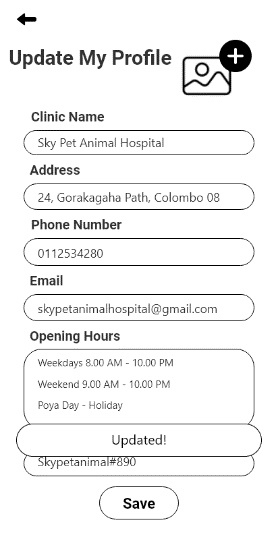 Update My Profile
Clinic Name
Sky Pet Animal Hospital
Address
24, Gorakagaha Path, Colombo 08
Phone Number
0112534280
Email
skypetanimalhospital@gmail.com
Opening Hours
Weekdays 8.00 AM - 10.00 PM
Weekend 9.00 AM - 10.00 PM
Poya Day - Holiday
Updated!
Skypetanimal#890
Save